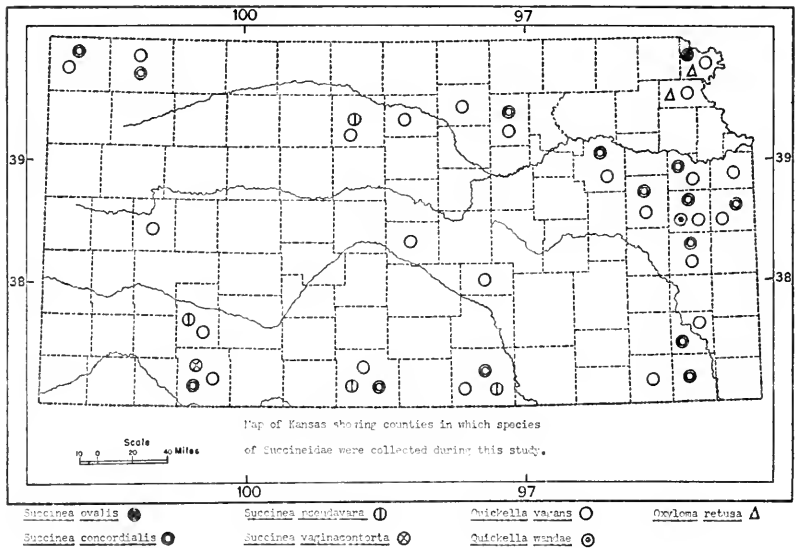 100 97
39 39
38 38
Map of Kansas showing counties in which species
of Succineidae were collected during this study.
Scale
10 0 20 40 Miles
100 97
Succinea ovalis Succinea pseudavara Quickella vagans Oxyloma retusa
Succinea concordialis Succinea vaginacontorta Quickella wandae